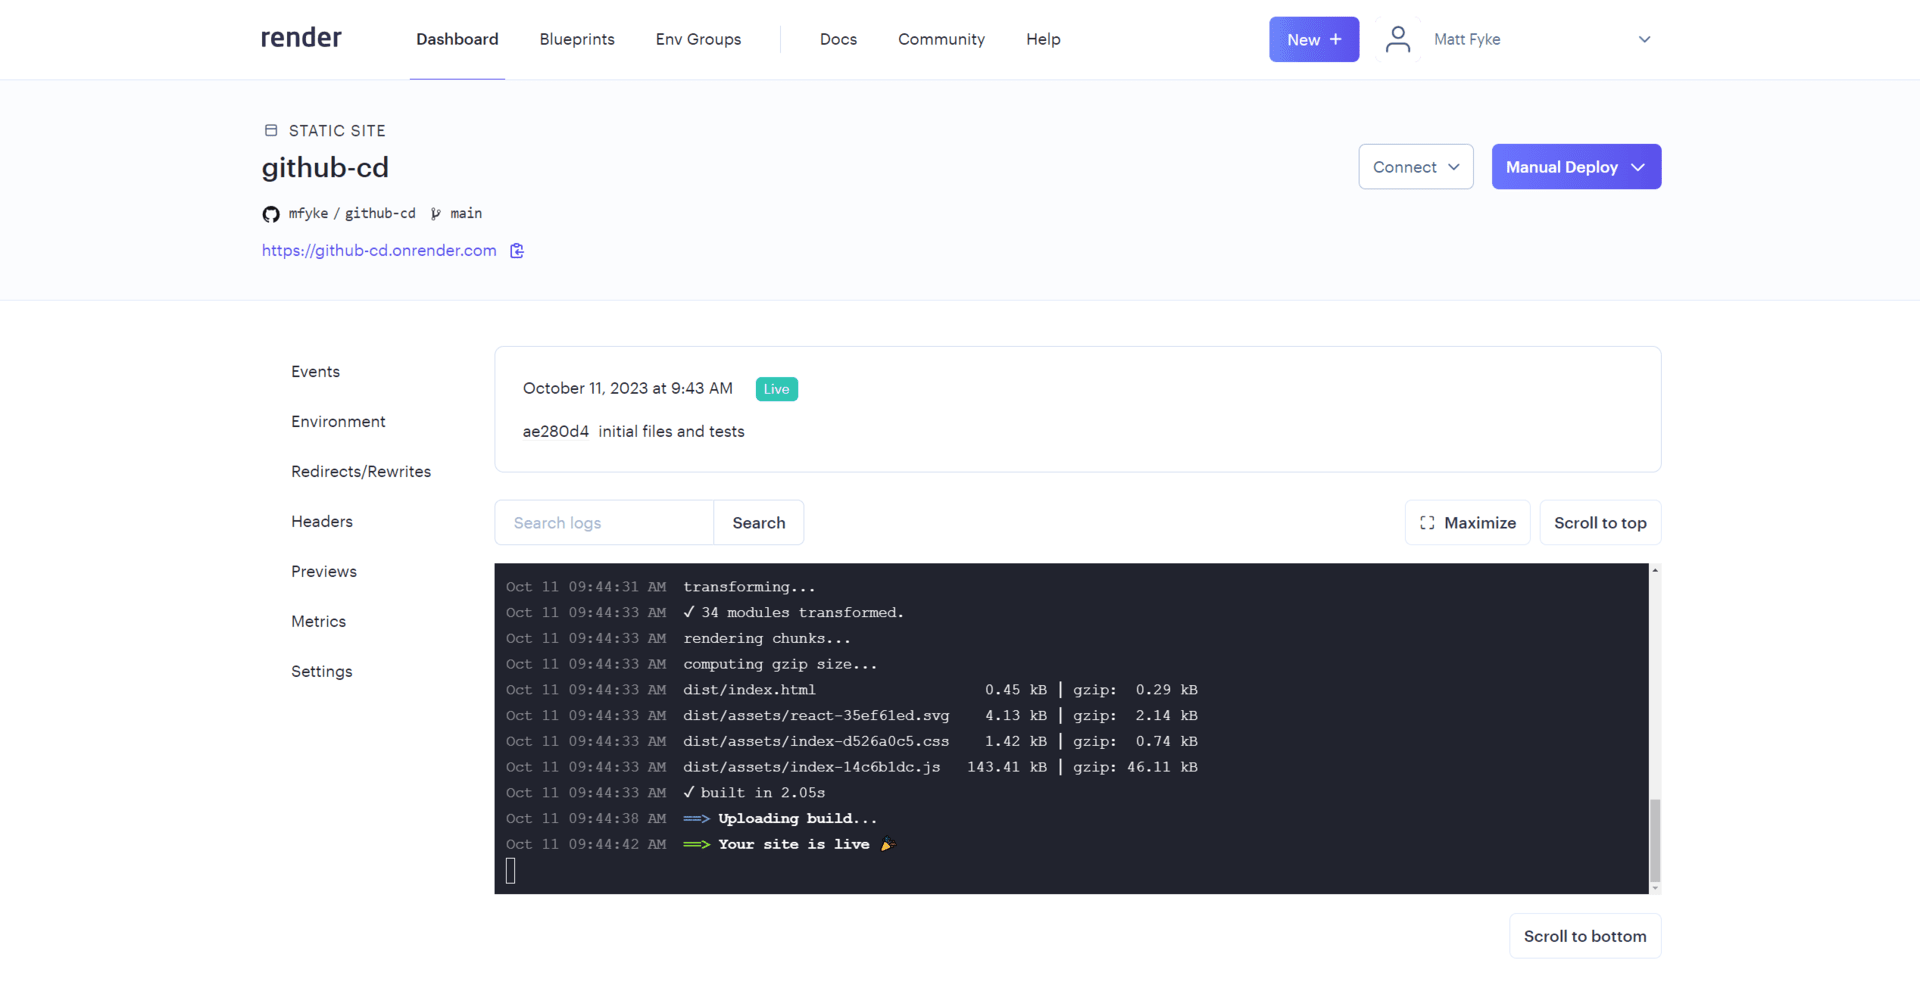 render Dashboard Blueprints Env Groups Docs Community Help New + Matt Fyke
STATIC SITE
github-cd
Connect Manual Deploy
mfyke / github-cd main
https://github-cd.onrender.com
Events
Environment
Redirects/Rewrites
Headers
Previews
Metrics
Settings
October 11, 2023 at 9:43 AM Live
ae280d4 initial files and tests
Search logs Search Maximize Scroll to top
Oct 11 09:44:31 AM transforming...
Oct 11 09:44:33 AM ✓ 34 modules transformed.
Oct 11 09:44:33 AM rendering chunks...
Oct 11 09:44:33 AM computing gzip size...
Oct 11 09:44:33 AM dist/index.html 0.45 kB | gzip: 0.29 kB
Oct 11 09:44:33 AM dist/assets/react-35ef61ed.svg 4.13 kB | gzip: 2.14 kB
Oct 11 09:44:33 AM dist/assets/index-d526a0c5.css 1.42 kB | gzip: 0.74 kB
Oct 11 09:44:33 AM dist/assets/index-14c6b1dc.js 143.41 kB | gzip: 46.11 kB
Oct 11 09:44:33 AM ✓ built in 2.05s
Oct 11 09:44:38 AM ==> Uploading build...
Oct 11 09:44:42 AM ==> Your site is live 🎉
Scroll to bottom